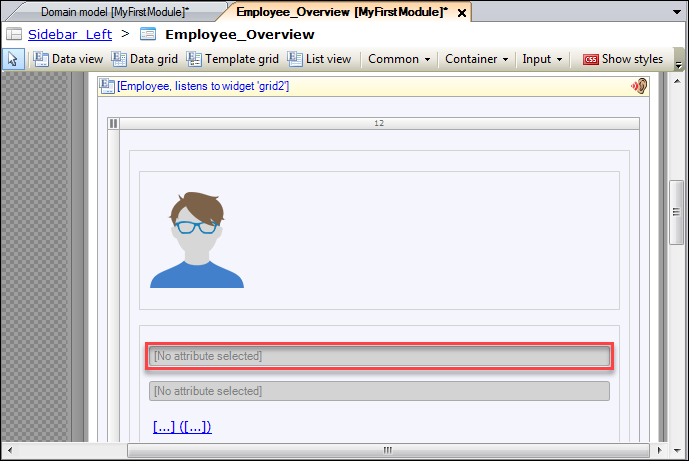 Domain model [MyFirstModule]* Employee_Overview [MyFirstModule]*
Sidebar_Left > Employee_Overview
Data view Data grid Template grid List view Common Container Input CSS Show styles
[Employee, listens to widget 'grid2']
12
[No attribute selected]
[No attribute selected]
[...] ([...])